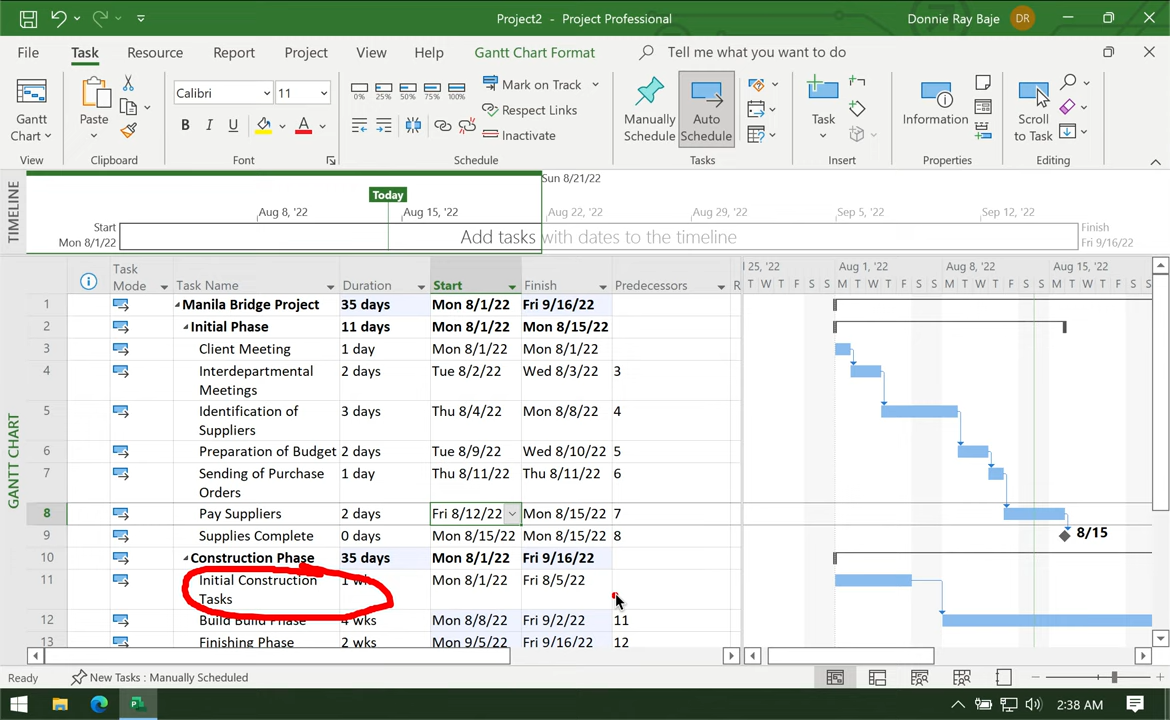 Project2 - Project Professional
Donnie Ray Baje
DR
File Task Resource Report Project View Help Gantt Chart Format Tell me what you want to do
Gantt Chart
View
Paste
Clipboard
Calibri 11
B I U A
Font
0% 25% 50% 75% 100%
Mark on Track
Respect Links
Inactivate
Schedule
Manually Schedule
Auto Schedule
Tasks
Task
Insert
Information
Properties
Scroll to Task
Editing
TIMELINE
Sun 8/21/22
Today
Aug 8, '22 Aug 15, '22 Aug 22, '22 Aug 29, '22 Sep 5, '22 Sep 12, '22
Start
Mon 8/1/22
Add tasks with dates to the timeline
Finish
Fri 9/16/22
GANTT CHART
Task Mode Task Name Duration Start Finish Predecessors R
l 25, '22 Aug 1, '22 Aug 8, '22 Aug 15, '22
T W T F S S M T W T F S S M T W T F S S M T W T F S S
1 Manila Bridge Project 35 days Mon 8/1/22 Fri 9/16/22
2 Initial Phase 11 days Mon 8/1/22 Mon 8/15/22
3 Client Meeting 1 day Mon 8/1/22 Mon 8/1/22
4 Interdepartmental Meetings 2 days Tue 8/2/22 Wed 8/3/22 3
5 Identification of Suppliers 3 days Thu 8/4/22 Mon 8/8/22 4
6 Preparation of Budget 2 days Tue 8/9/22 Wed 8/10/22 5
7 Sending of Purchase Orders 1 day Thu 8/11/22 Thu 8/11/22 6
8 Pay Suppliers 2 days Fri 8/12/22 Mon 8/15/22 7
9 Supplies Complete 0 days Mon 8/15/22 Mon 8/15/22 8
8/15
10 Construction Phase 35 days Mon 8/1/22 Fri 9/16/22
11 Initial Construction Tasks 1 wk Mon 8/1/22 Fri 8/5/22
12 Build Build Phase 4 wks Mon 8/8/22 Fri 9/2/22 11
13 Finishing Phase 2 wks Mon 9/5/22 Fri 9/16/22 12
Ready New Tasks : Manually Scheduled
2:38 AM